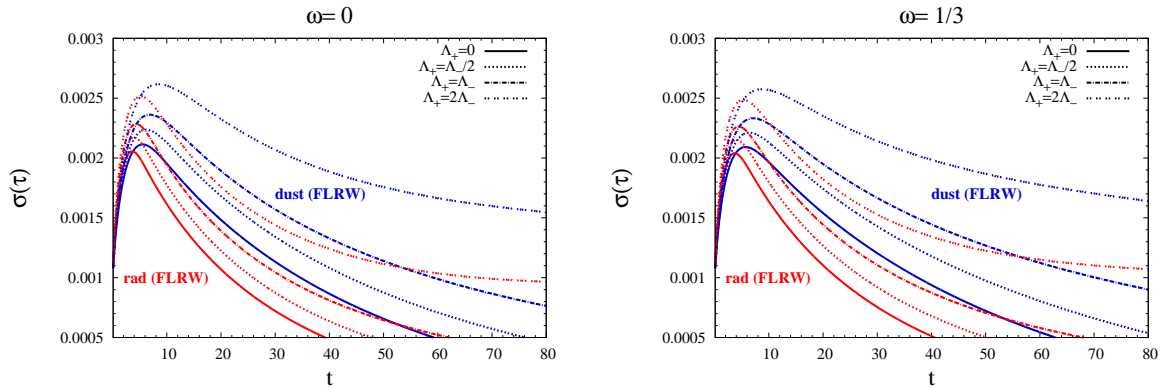 ω= 0
0.003
0.0025
0.002
0.0015
0.001
0.0005
σ(τ)
Λ₊=0
Λ₊=Λ₋/2
Λ₊=Λ₋
Λ₊=2Λ₋
dust (FLRW)
rad (FLRW)
10 20 30 40 50 60 70 80
t
ω= 1/3
0.003
0.0025
0.002
0.0015
0.001
0.0005
σ(τ)
Λ₊=0
Λ₊=Λ₋/2
Λ₊=Λ₋
Λ₊=2Λ₋
dust (FLRW)
rad (FLRW)
10 20 30 40 50 60 70 80
t